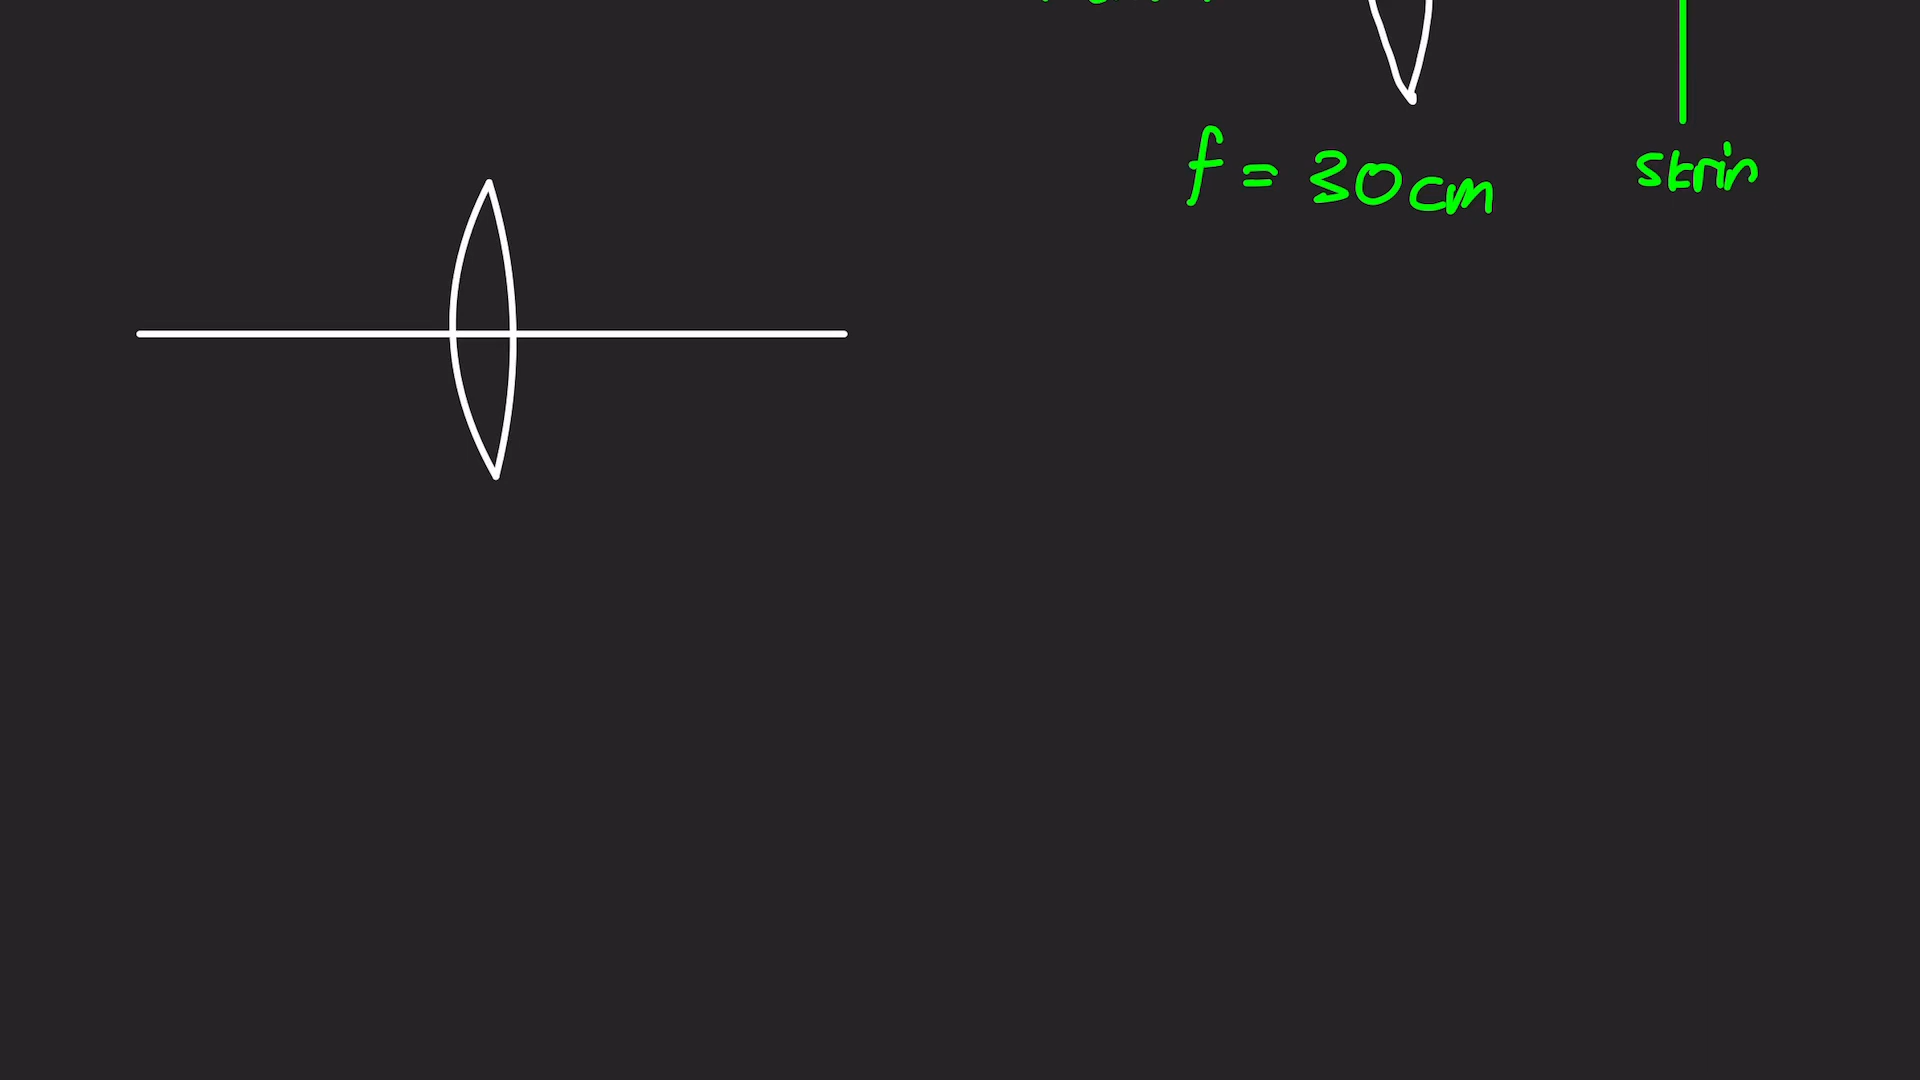 f = 30cm
skrin